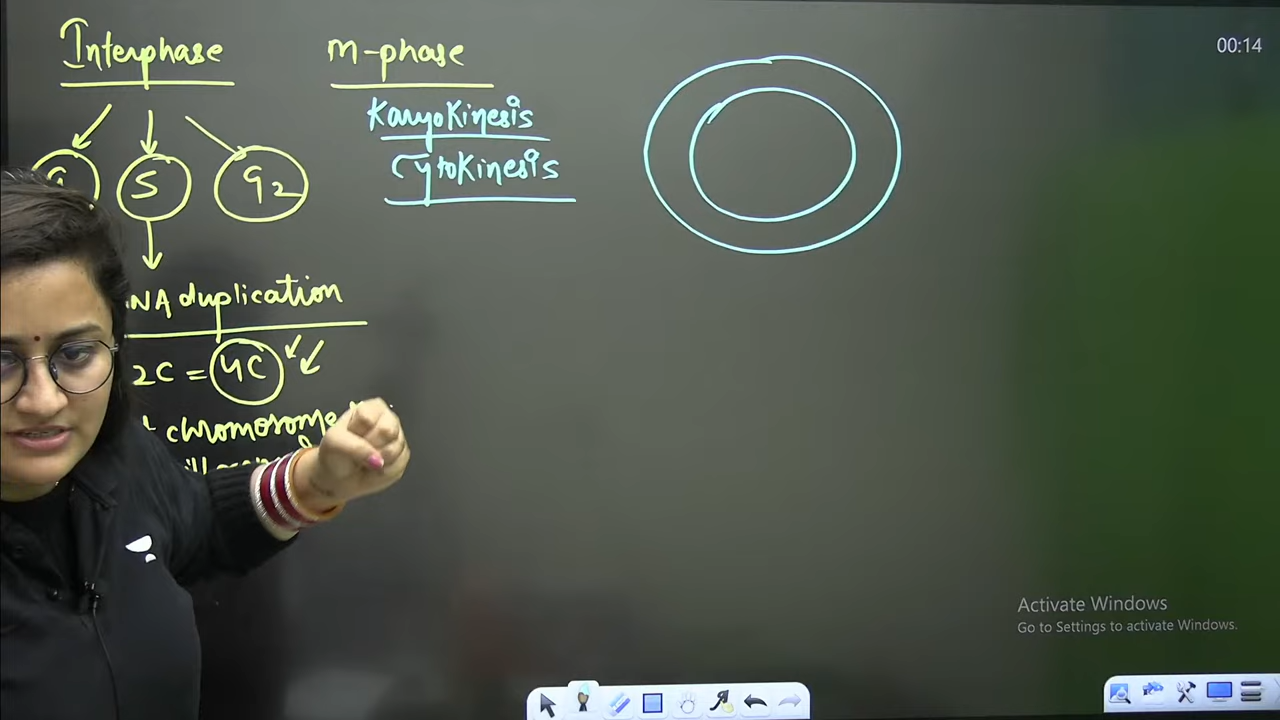 Interphase
M-phase
Karyokinesis
Cytokinesis
S
G2
NA duplication
2C = 4C
chromosome
00:14
Activate Windows
Go to Settings to activate Windows.